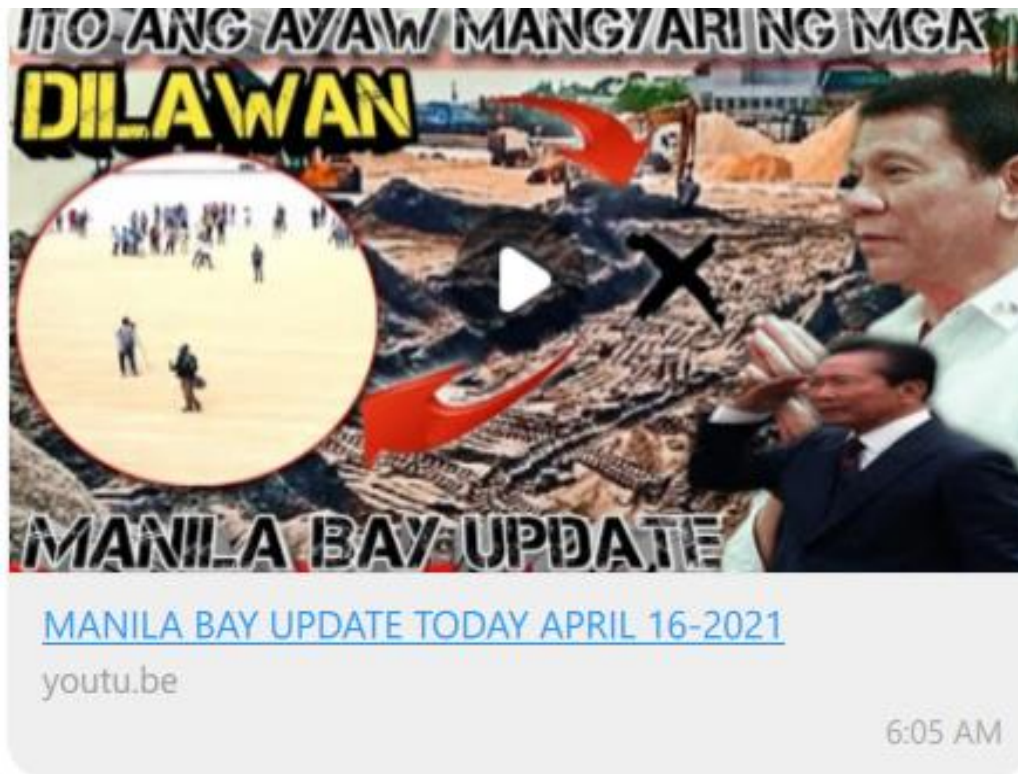 ITO ANG AYAW MANGYARI NG MGA
DILAWAN
MANILA BAY UPDATE
MANILA BAY UPDATE TODAY APRIL 16-2021
youtu.be
6:05 AM